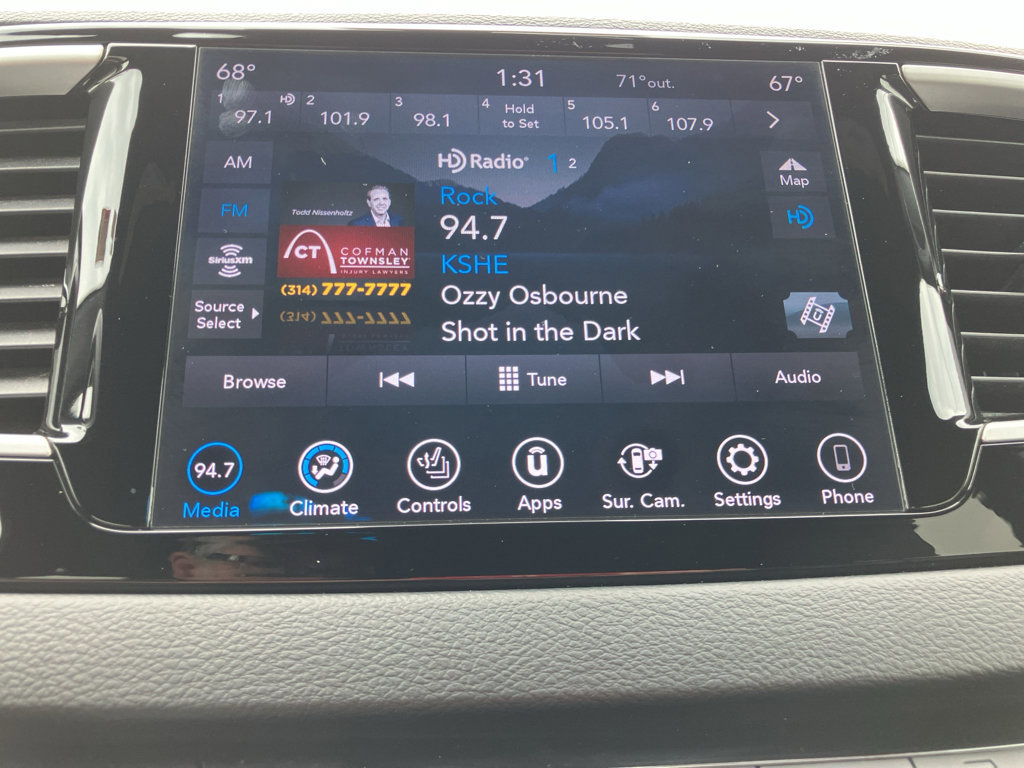 68° 1:31 71° out. 67°
1 97.1 HD 2 101.9 3 98.1 4 Hold to Set 5 105.1 6 107.9
AM
FM
SiriusXM
Source
Select
HD Radio® 1 2
Rock
94.7
KSHE
Ozzy Osbourne
Shot in the Dark
Todd Nissenholtz
CT COFMAN
TOWNSLEY
INJURY LAWYERS
(314) 777-7777
Map
HD
Browse Tune Audio
94.7
Media Climate Controls Apps Sur. Cam. Settings Phone